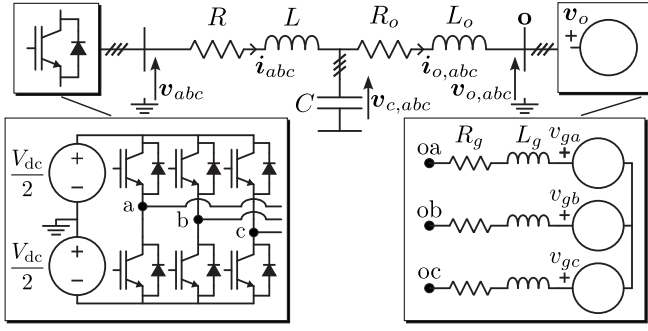 R L R_o L_o o v_o
+
−
i_abc i_o,abc
v_abc C v_c,abc v_o,abc
V_dc/2 + −
a
b
c
V_dc/2 + −
oa R_g L_g v_ga +
ob v_gb +
oc v_gc +